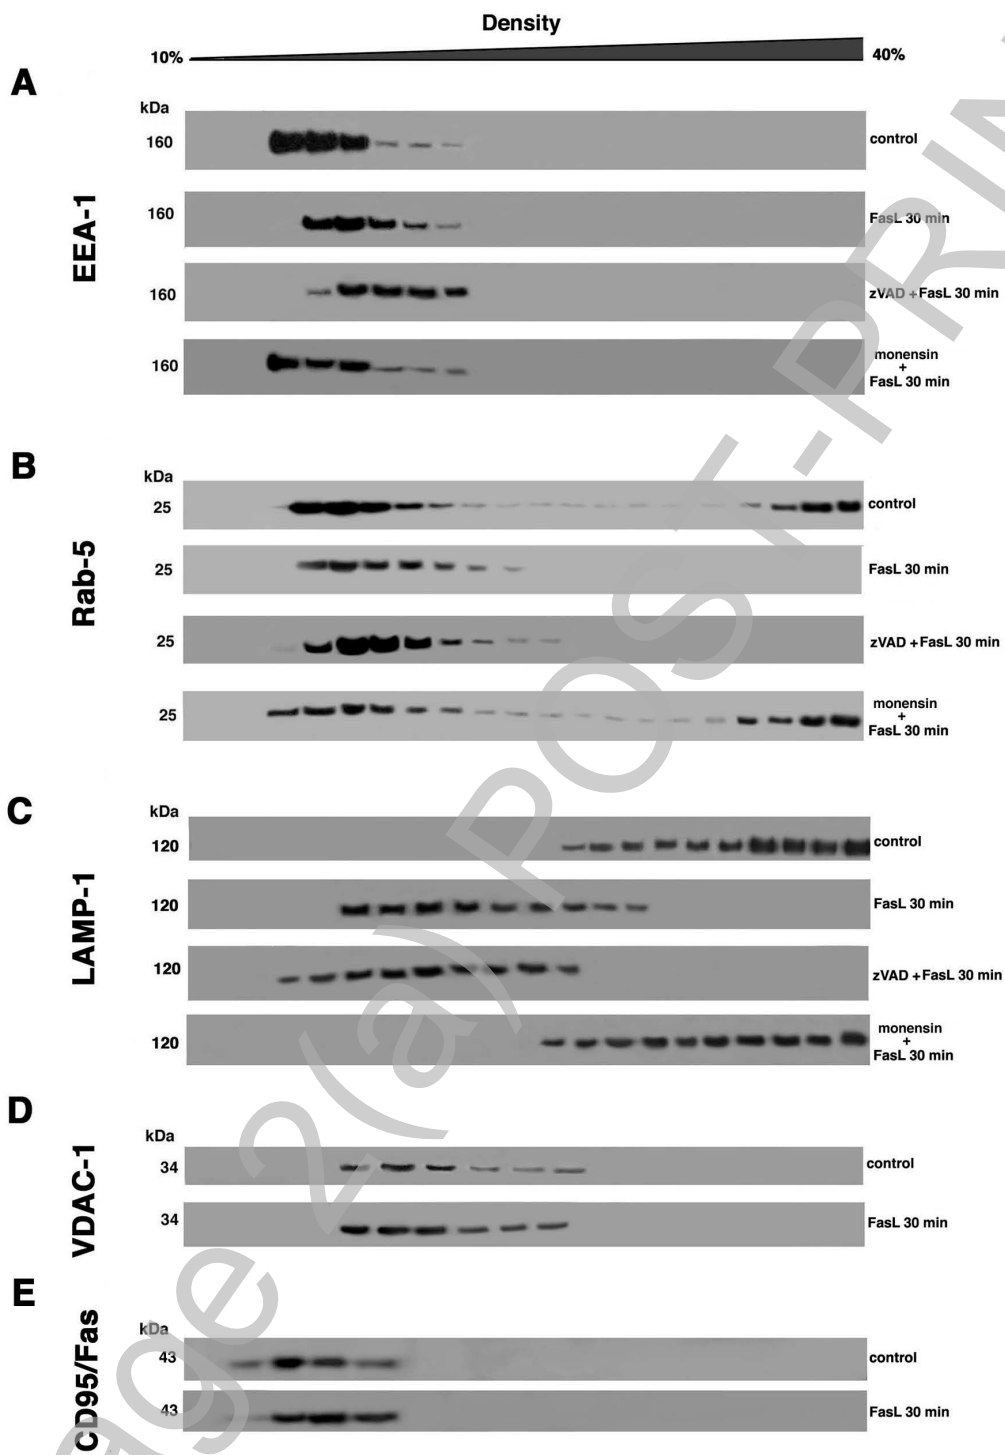 Density
10%
40%
A
kDa
EEA-1
160
control
160
FasL 30 min
160
zVAD +FasL 30 min
160
monensin
+
FasL 30 min
B
kDa
Rab-5
25
control
25
FasL 30 min
25
zVAD +FasL 30 min
25
monensin
+
FasL 30 min
C
kDa
LAMP-1
120
control
120
FasL 30 min
120
zVAD +FasL 30 min
120
monensin
+
FasL 30 min
D
kDa
VDAC-1
34
control
34
FasL 30 min
E
kDa
CD95/Fas
43
control
43
FasL 30 min
age 2(a) POST-PRIN